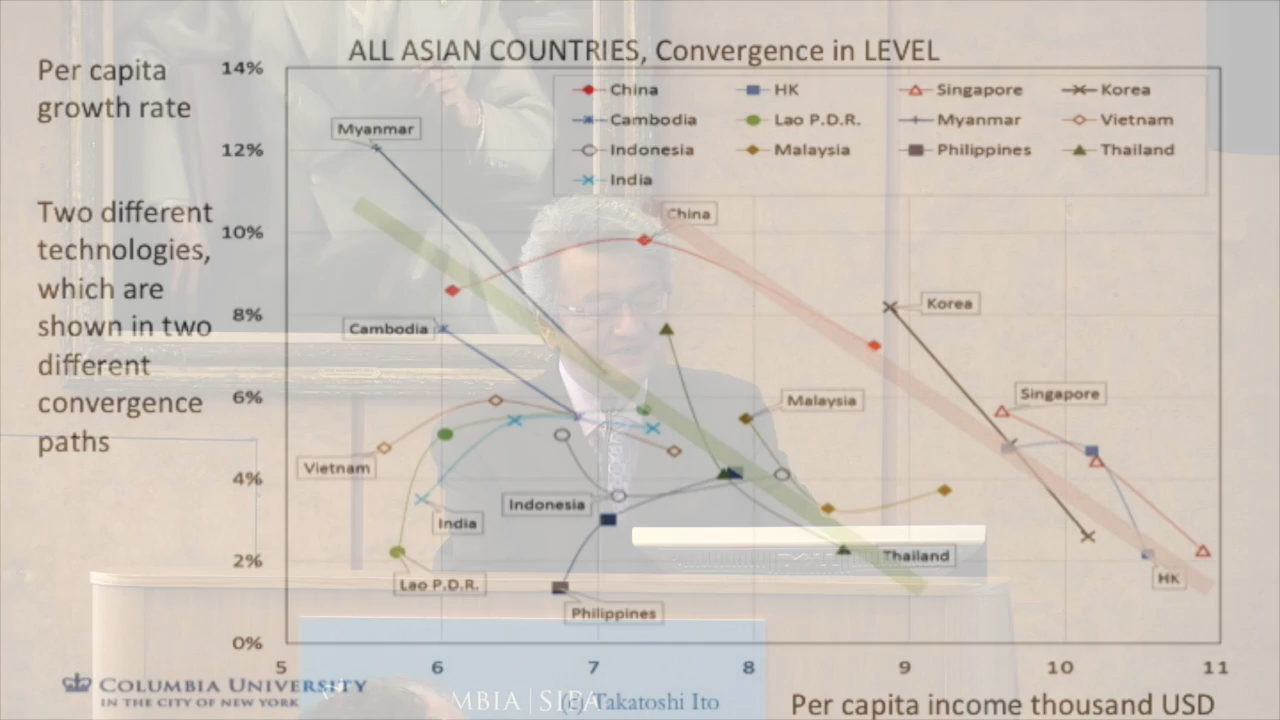 ALL ASIAN COUNTRIES, Convergence in LEVEL
Per capita
growth rate
Two different
technologies,
which are
shown in two
different
convergence
paths
14%
12%
10%
8%
6%
4%
2%
0%
China
HK
Singapore
Korea
Cambodia
Lao P.D.R.
Myanmar
Vietnam
Indonesia
Malaysia
Philippines
Thailand
India
Myanmar
China
Korea
Cambodia
Singapore
Malaysia
Vietnam
Indonesia
India
Thailand
Lao P.D.R.
HK
Philippines
5
6
7
8
9
10
11
Per capita income thousand USD
COLUMBIA UNIVERSITY
IN THE CITY OF NEW YORK
MBIA | SIPA
(c) Takatoshi Ito